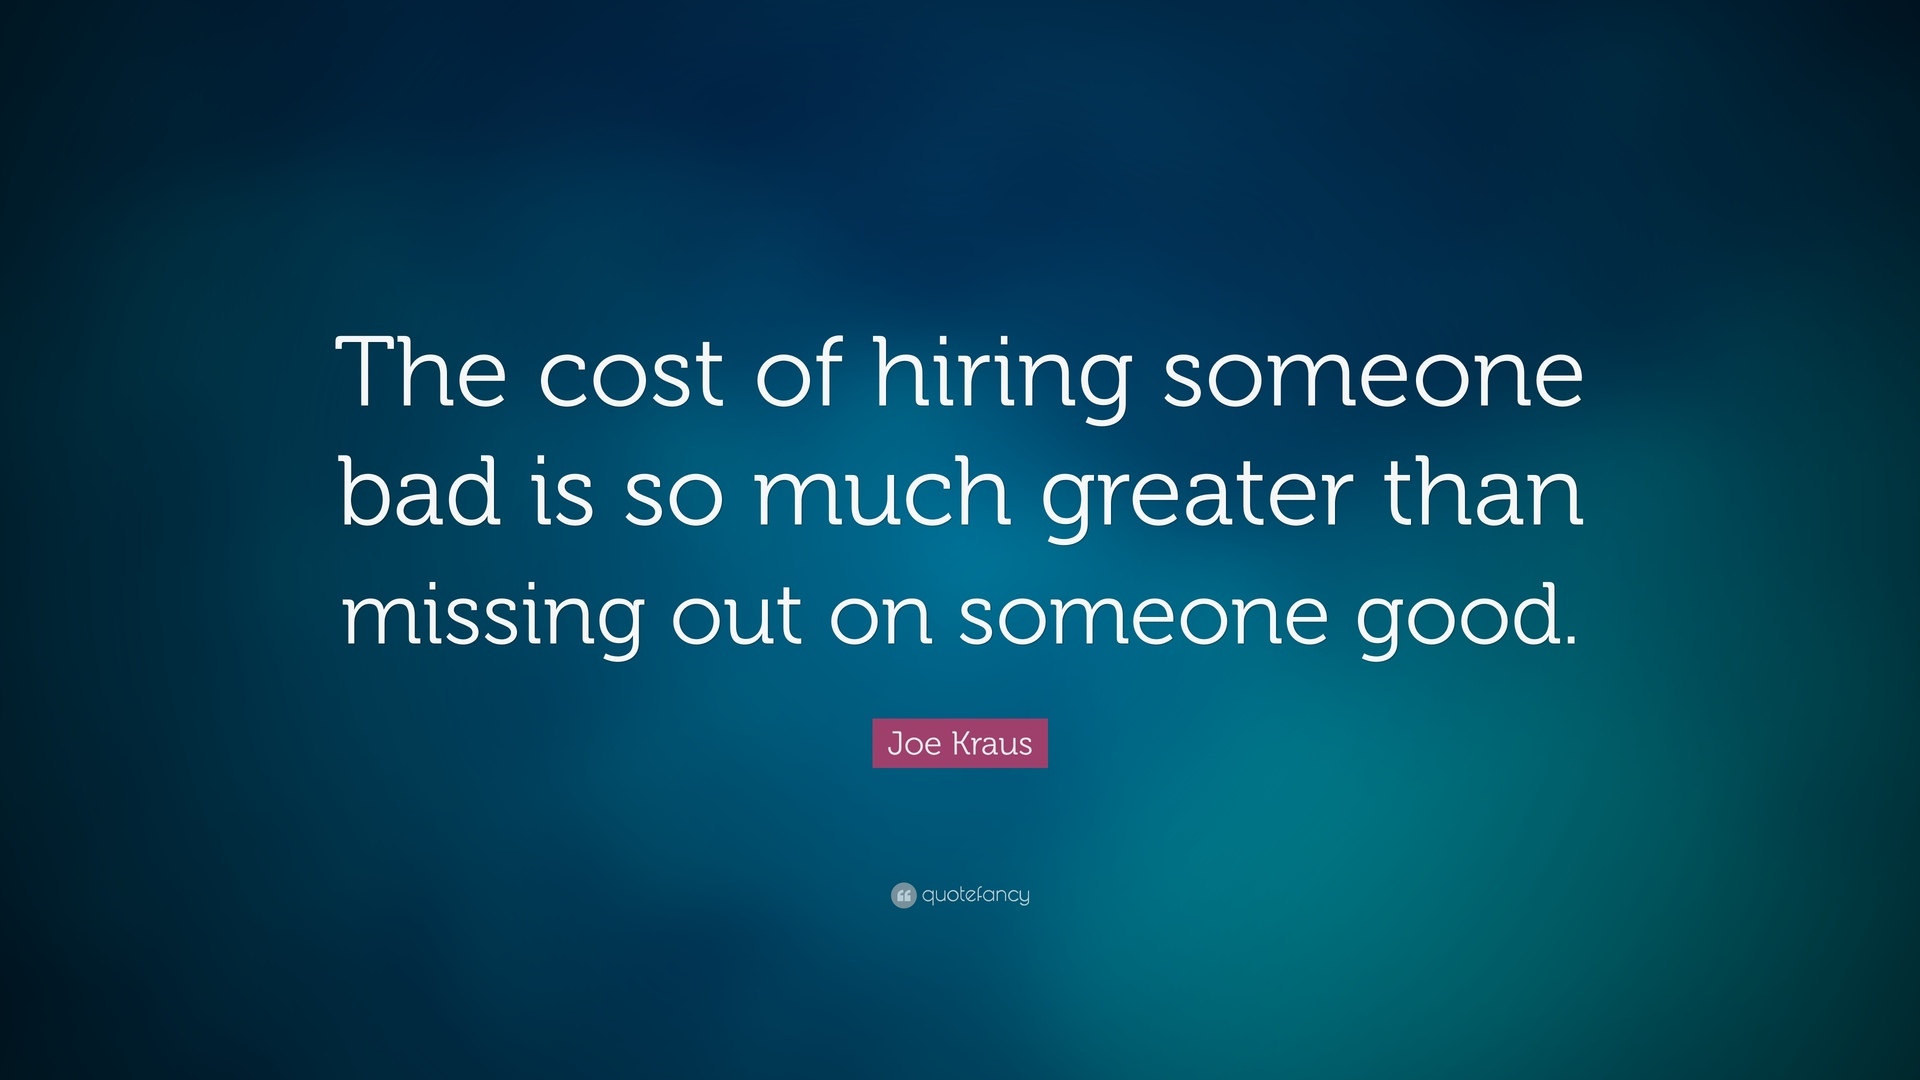 The cost of hiring someone
bad is so much greater than
missing out on someone good.
Joe Kraus
quotefancy